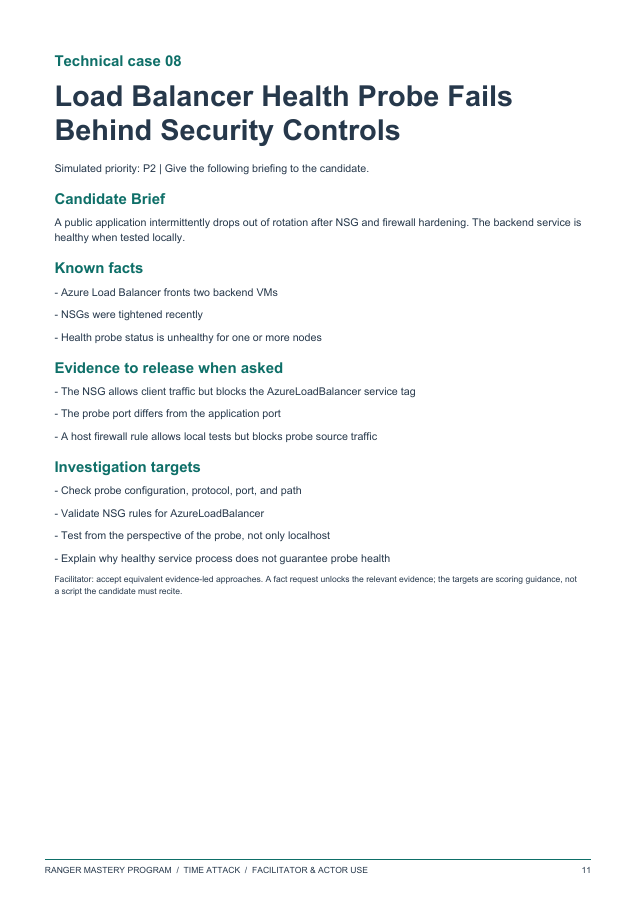 Technical case 08
Load Balancer Health Probe Fails
Behind Security Controls
Simulated priority: P2 | Give the following briefing to the candidate.
Candidate Brief
A public application intermittently drops out of rotation after NSG and firewall hardening. The backend service is
healthy when tested locally.
Known facts
- Azure Load Balancer fronts two backend VMs
- NSGs were tightened recently
- Health probe status is unhealthy for one or more nodes
Evidence to release when asked
- The NSG allows client traffic but blocks the AzureLoadBalancer service tag
- The probe port differs from the application port
- A host firewall rule allows local tests but blocks probe source traffic
Investigation targets
- Check probe configuration, protocol, port, and path
- Validate NSG rules for AzureLoadBalancer
- Test from the perspective of the probe, not only localhost
- Explain why healthy service process does not guarantee probe health
Facilitator: accept equivalent evidence-led approaches. A fact request unlocks the relevant evidence; the targets are scoring guidance, not
a script the candidate must recite.
RANGER MASTERY PROGRAM / TIME ATTACK / FACILITATOR & ACTOR USE 11